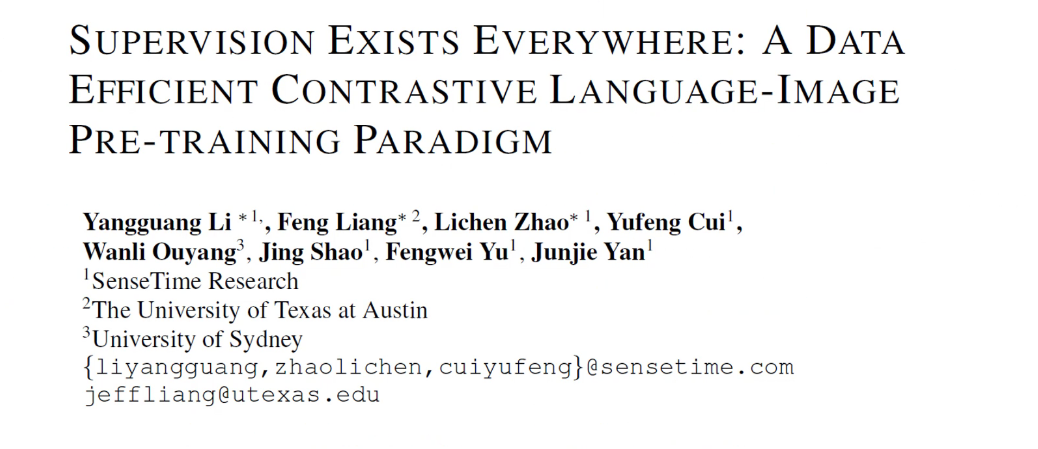 SUPERVISION EXISTS EVERYWHERE: A DATA
EFFICIENT CONTRASTIVE LANGUAGE-IMAGE
PRE-TRAINING PARADIGM
Yangguang Li *1,, Feng Liang* 2, Lichen Zhao* 1, Yufeng Cui1,
Wanli Ouyang3, Jing Shao1, Fengwei Yu1, Junjie Yan1
1SenseTime Research
2The University of Texas at Austin
3University of Sydney
{liyangguang,zhaolichen,cuiyufeng}@sensetime.com
jeffliang@utexas.edu